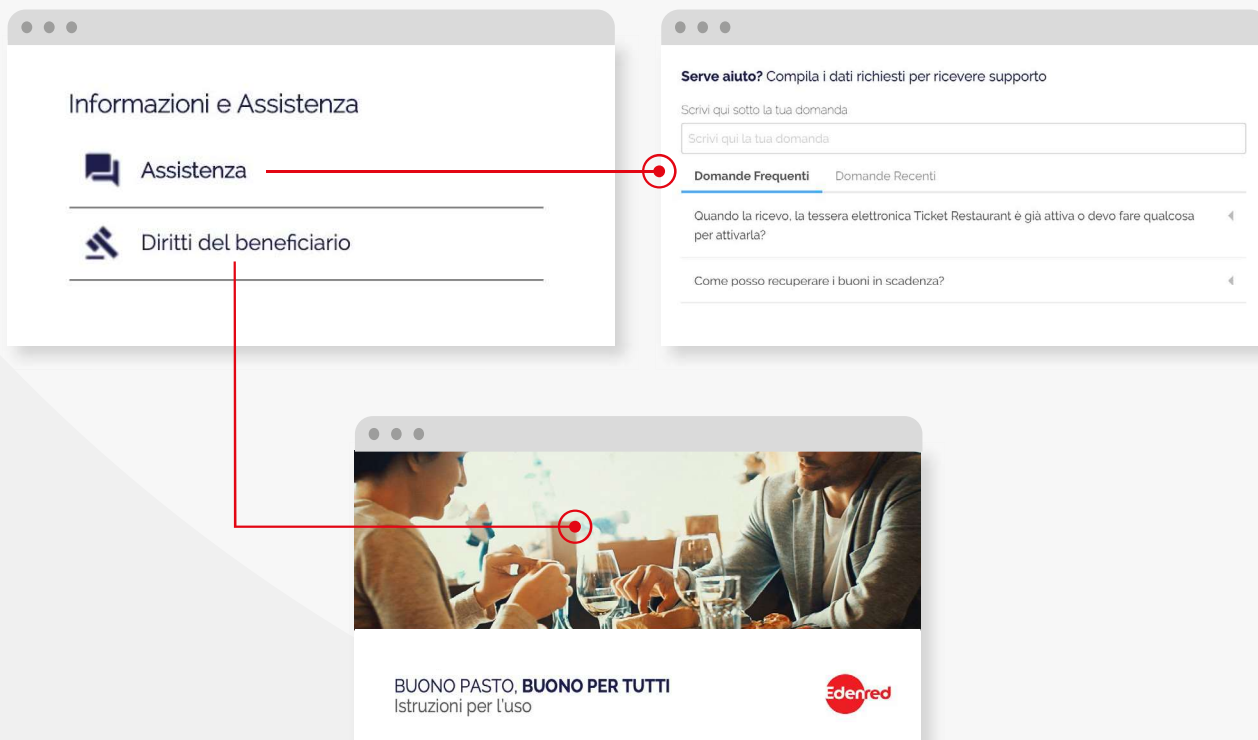 Informazioni e Assistenza
Assistenza
Diritti del beneficiario
Serve aiuto? Compila i dati richiesti per ricevere supporto
Scrivi qui sotto la tua domanda
Scrivi qui la tua domanda
Domande Frequenti Domande Recenti
Quando la ricevo, la tessera elettronica Ticket Restaurant è già attiva o devo fare qualcosa
per attivarla?
Come posso recuperare i buoni in scadenza?
BUONO PASTO, BUONO PER TUTTI
Istruzioni per l'uso
Edenred